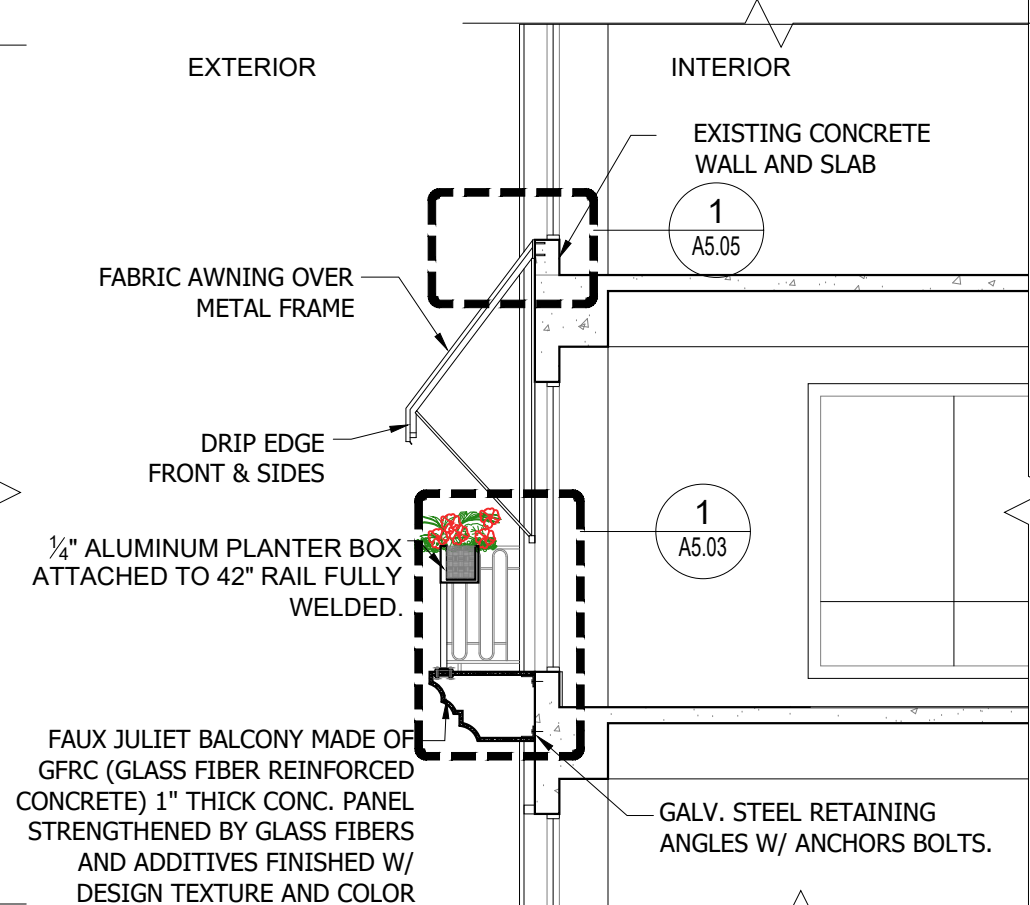 EXTERIOR
INTERIOR
EXISTING CONCRETE
WALL AND SLAB
1
A5.05
FABRIC AWNING OVER
METAL FRAME
DRIP EDGE
FRONT & SIDES
1
A5.03
¼" ALUMINUM PLANTER BOX
ATTACHED TO 42" RAIL FULLY
WELDED.
FAUX JULIET BALCONY MADE OF
GFRC (GLASS FIBER REINFORCED
CONCRETE) 1" THICK CONC. PANEL
STRENGTHENED BY GLASS FIBERS
AND ADDITIVES FINISHED W/
DESIGN TEXTURE AND COLOR
GALV. STEEL RETAINING
ANGLES W/ ANCHORS BOLTS.